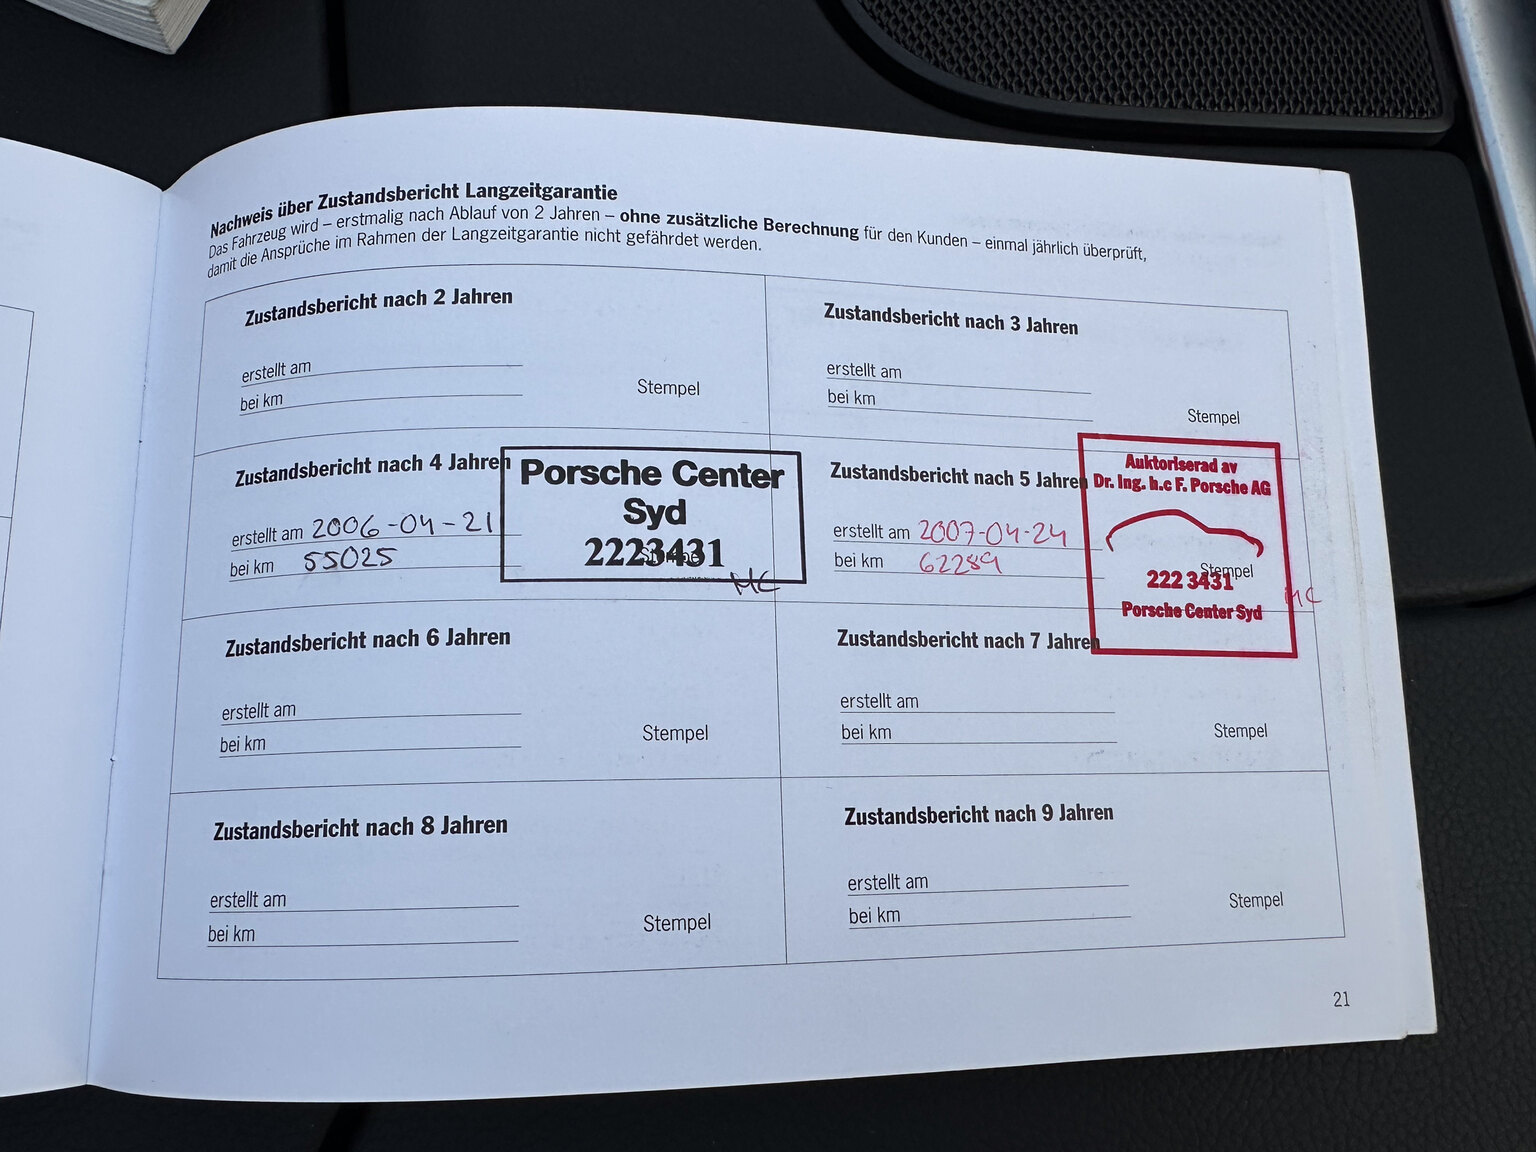 Nachweis über Zustandsbericht Langzeitgarantie
Das Fahrzeug wird – erstmalig nach Ablauf von 2 Jahren – ohne zusätzliche Berechnung für den Kunden – einmal jährlich überprüft,
damit die Ansprüche im Rahmen der Langzeitgarantie nicht gefährdet werden.
Zustandsbericht nach 2 Jahren
erstellt am
bei km
Stempel
Zustandsbericht nach 3 Jahren
erstellt am
bei km
Stempel
Zustandsbericht nach 4 Jahren
erstellt am 2006-04-21
bei km 55025
Stempel
Porsche Center
Syd
2223431
MC
Zustandsbericht nach 5 Jahren
erstellt am 2007-04-24
bei km 62289
Stempel
Auktoriserad av
Dr. Ing. h.c F. Porsche AG
222 3431
Porsche Center Syd
MC
Zustandsbericht nach 6 Jahren
erstellt am
bei km
Stempel
Zustandsbericht nach 7 Jahren
erstellt am
bei km
Stempel
Zustandsbericht nach 8 Jahren
erstellt am
bei km
Stempel
Zustandsbericht nach 9 Jahren
erstellt am
bei km
Stempel
21